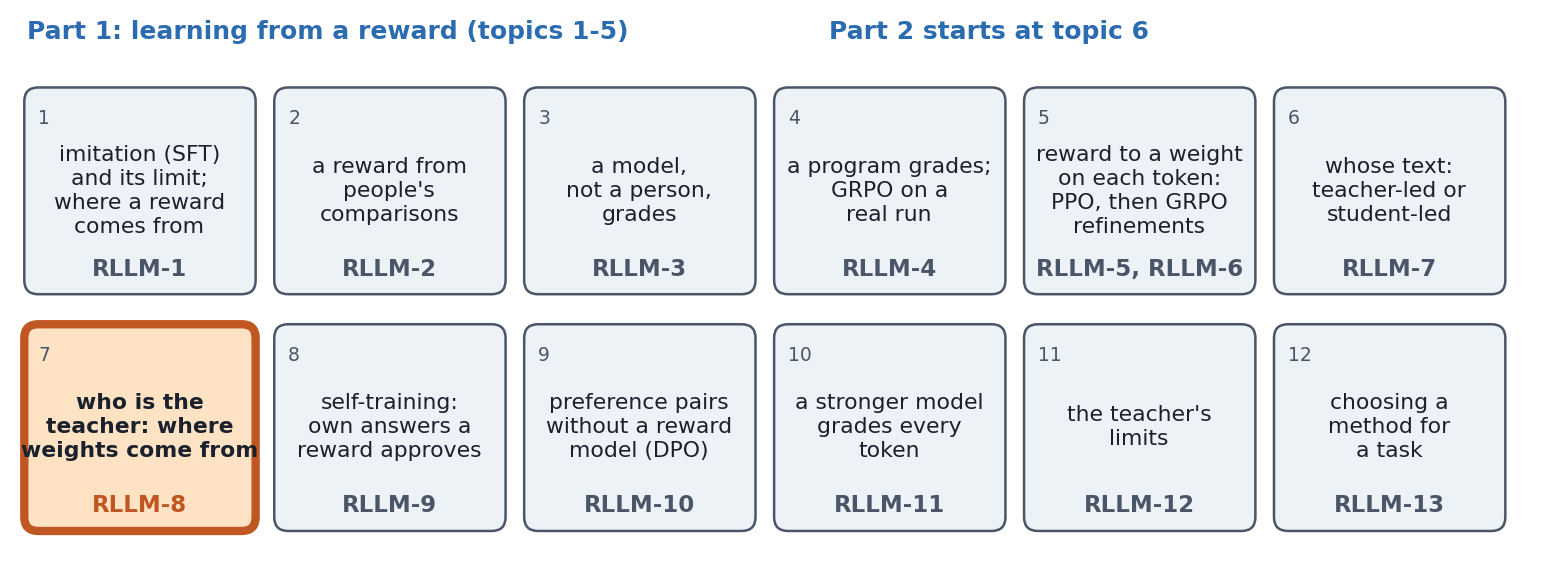 Part 1: learning from a reward (topics 1-5)
Part 2 starts at topic 6
1
imitation (SFT)
and its limit;
where a reward
comes from
RLLM-1
2
a reward from
people's
comparisons
RLLM-2
3
a model,
not a person,
grades
RLLM-3
4
a program grades;
GRPO on a
real run
RLLM-4
5
reward to a weight
on each token:
PPO, then GRPO
refinements
RLLM-5, RLLM-6
6
whose text:
teacher-led or
student-led
RLLM-7
7
who is the
teacher: where
weights come from
RLLM-8
8
self-training:
own answers a
reward approves
RLLM-9
9
preference pairs
without a reward
model (DPO)
RLLM-10
10
a stronger model
grades every
token
RLLM-11
11
the teacher's
limits
RLLM-12
12
choosing a
method for
a task
RLLM-13